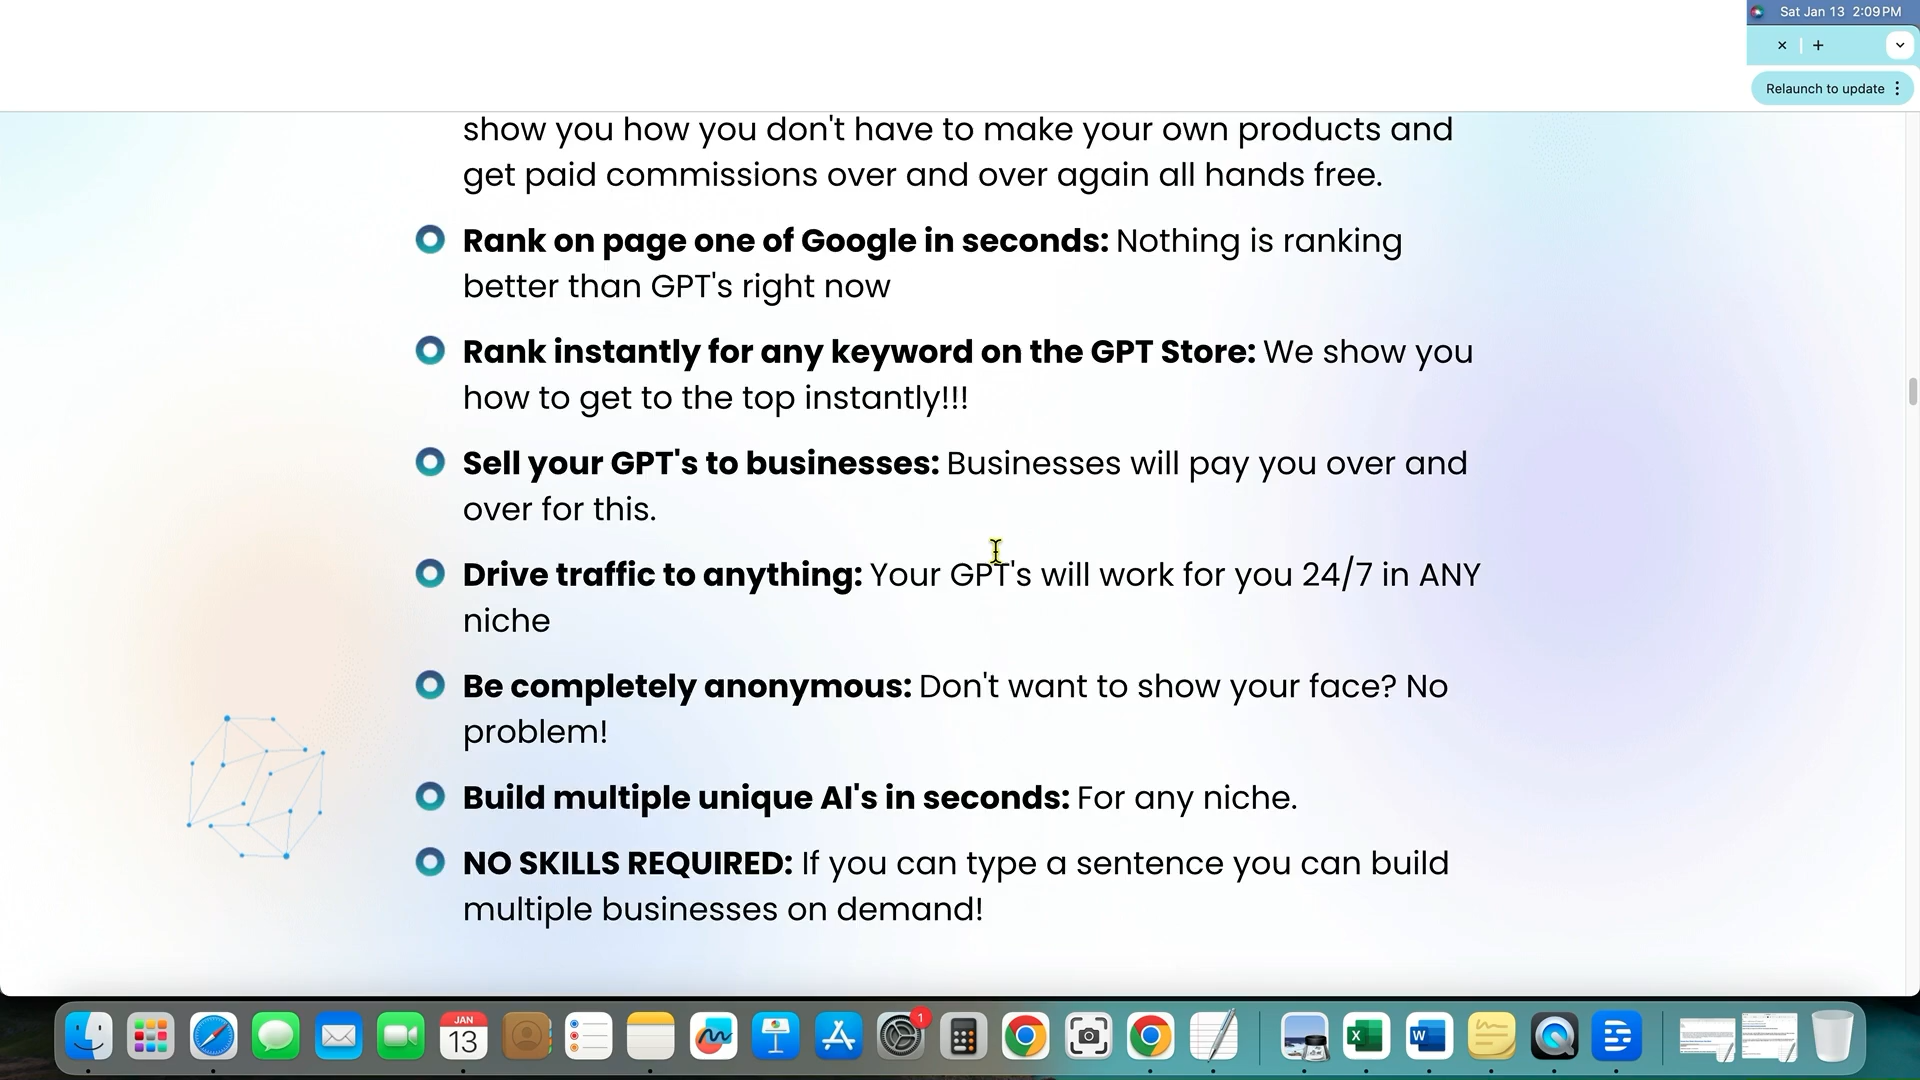 Sat Jan 13 2:09 PM
Relaunch to update
show you how you don't have to make your own products and
get paid commissions over and over again all hands free.
Rank on page one of Google in seconds: Nothing is ranking
better than GPT's right now
Rank instantly for any keyword on the GPT Store: We show you
how to get to the top instantly!!!
Sell your GPT's to businesses: Businesses will pay you over and
over for this.
Drive traffic to anything: Your GPT's will work for you 24/7 in ANY
niche
Be completely anonymous: Don't want to show your face? No
problem!
Build multiple unique AI's in seconds: For any niche.
NO SKILLS REQUIRED: If you can type a sentence you can build
multiple businesses on demand!
JAN
13
1
X
W